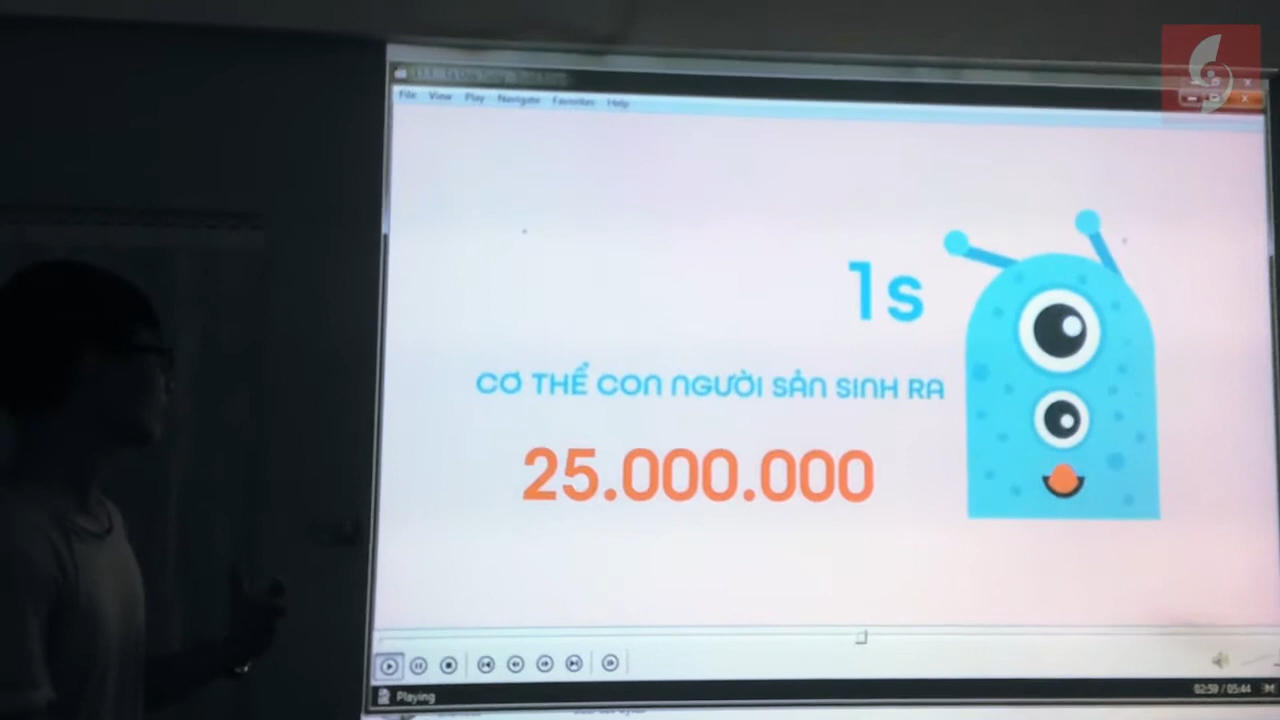 File View Play Navigate Favorites Help
1s
CƠ THỂ CON NGƯỜI SẢN SINH RA
25.000.000
Playing
02:59 / 05:44